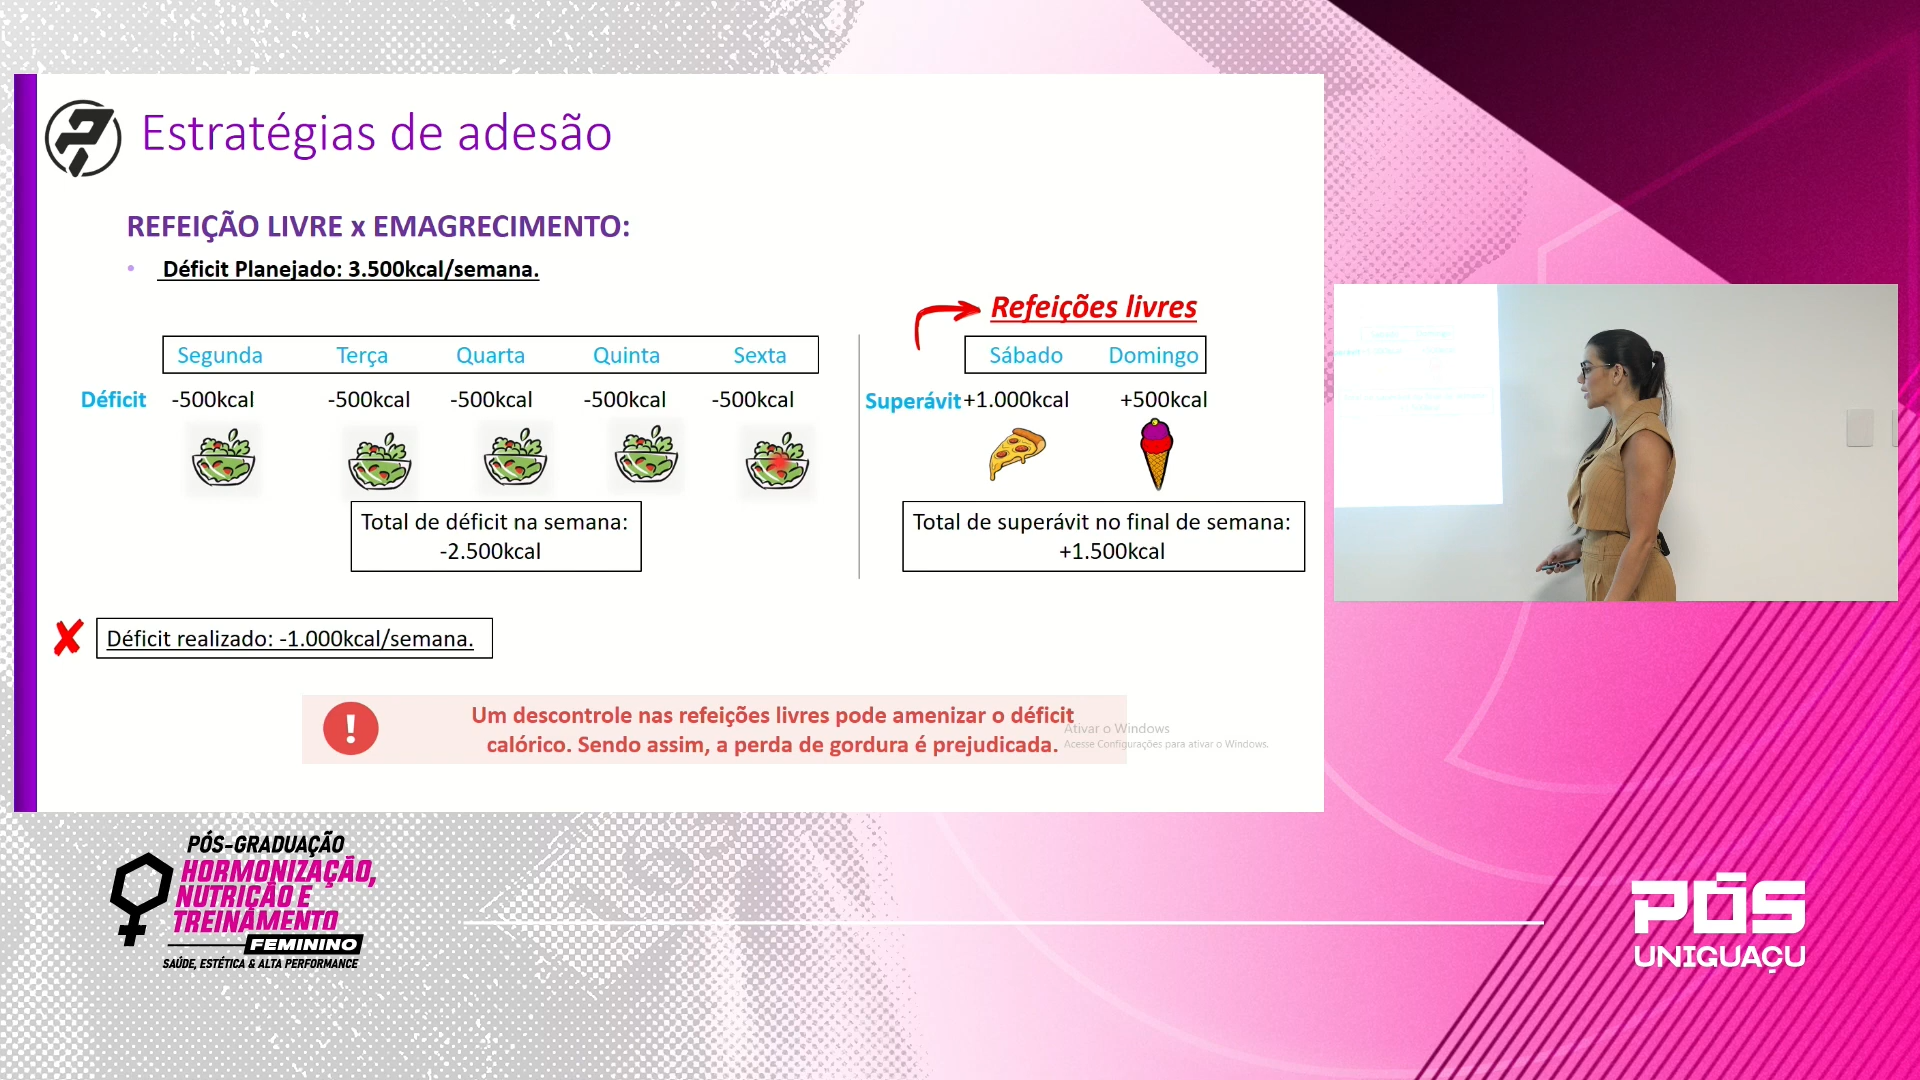 Estratégias de adesão
REFEIÇÃO LIVRE x EMAGRECIMENTO:
• Déficit Planejado: 3.500kcal/semana.
Refeições livres
Segunda Terça Quarta Quinta Sexta
Sábado Domingo
Déficit -500kcal -500kcal -500kcal -500kcal -500kcal
Superávit +1.000kcal +500kcal
Total de déficit na semana:
-2.500kcal
Total de superávit no final de semana:
+1.500kcal
Déficit realizado: -1.000kcal/semana.
!
Um descontrole nas refeições livres pode amenizar o déficit
calórico. Sendo assim, a perda de gordura é prejudicada.
Ativar o Windows
Acesse Configurações para ativar o Windows.
PÓS-GRADUAÇÃO
HORMONIZAÇÃO,
NUTRIÇÃO E
TREINAMENTO
FEMININO
SAÚDE, ESTÉTICA & ALTA PERFORMANCE
PÓS
UNIGUAÇU